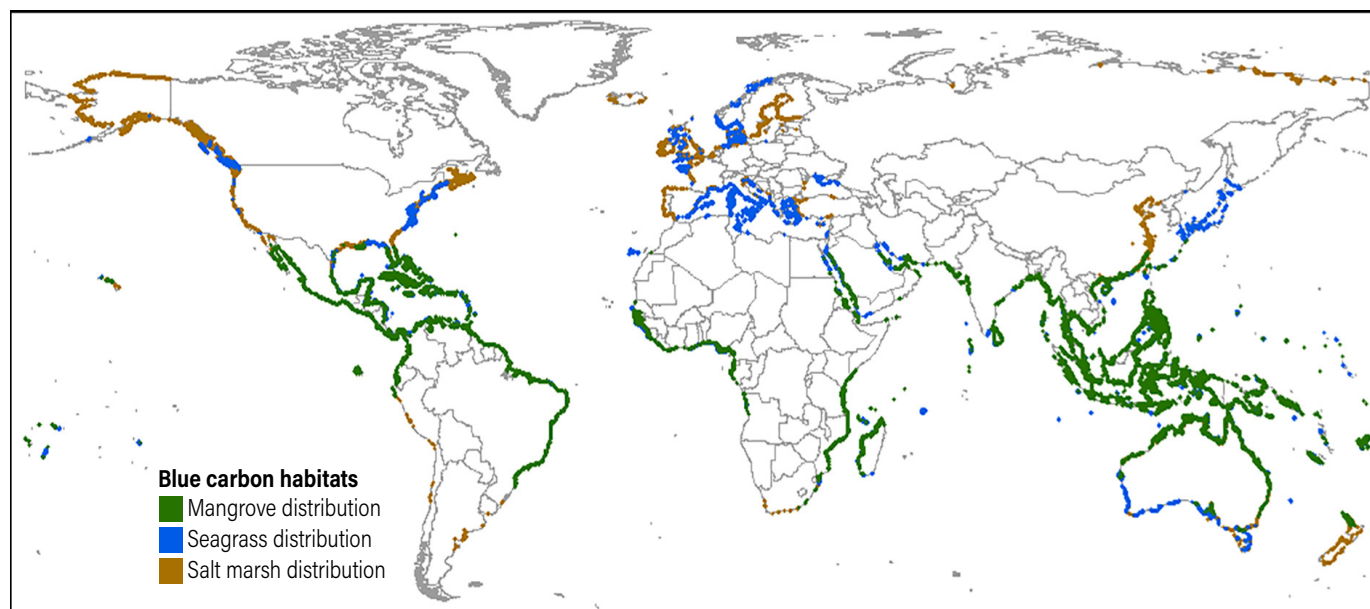 Blue carbon habitats
Mangrove distribution
Seagrass distribution
Salt marsh distribution